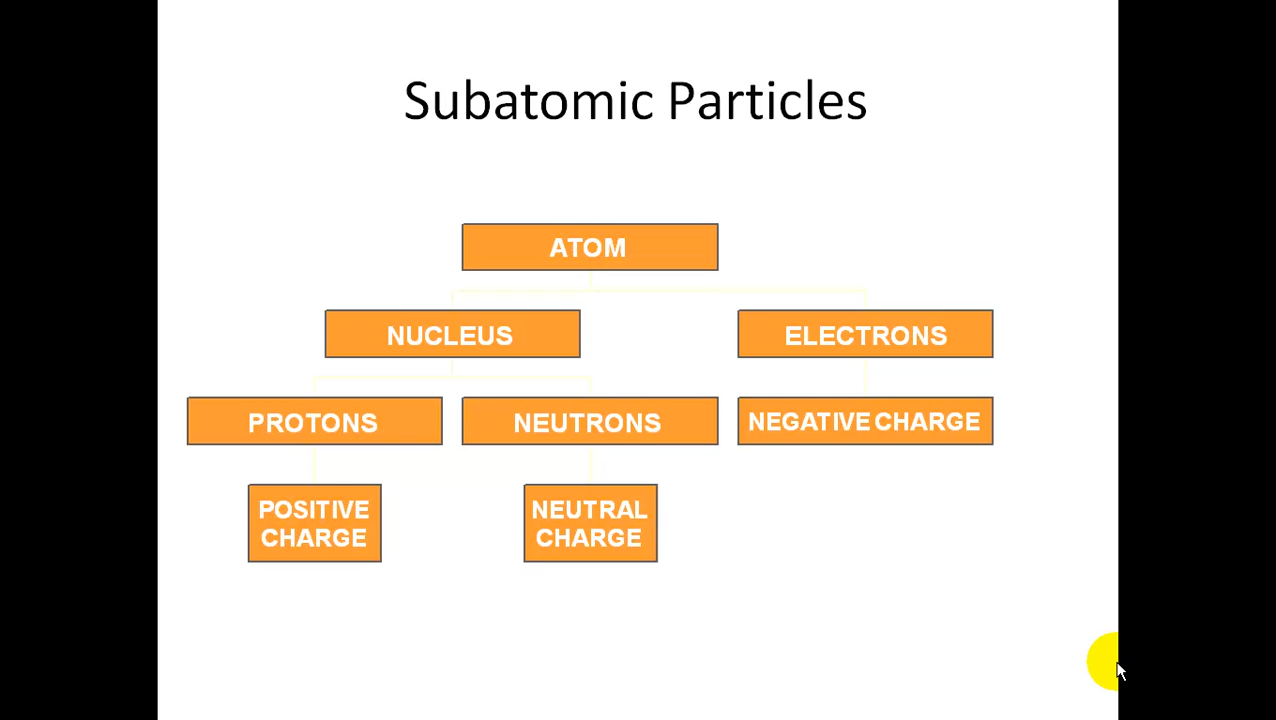 Subatomic Particles
ATOM
NUCLEUS
ELECTRONS
PROTONS
NEUTRONS
NEGATIVE CHARGE
POSITIVE
CHARGE
NEUTRAL
CHARGE